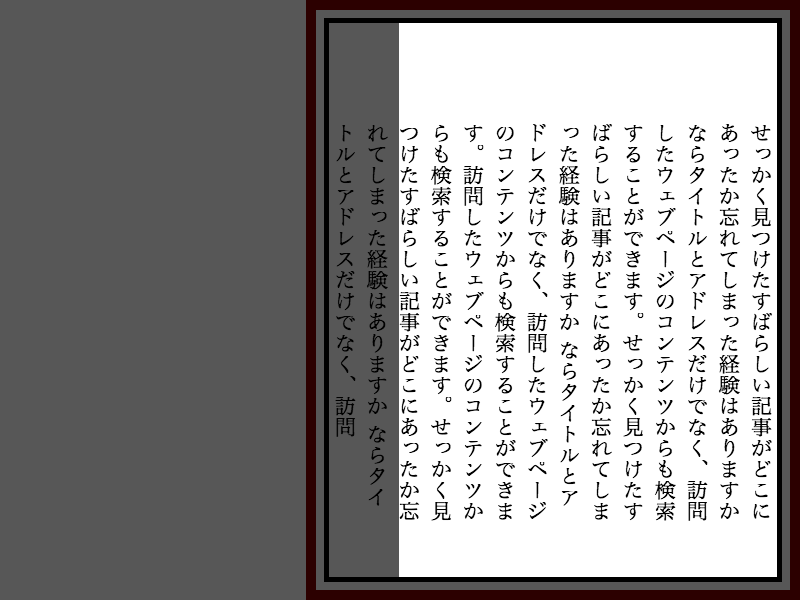 せっかく見つけたすばらしい記事がどこに
あったか忘れてしまった経験はありますか
ならタイトルとアドレスだけでなく、訪問
したウェブページのコンテンツからも検索
することができます。せっかく見つけたす
ばらしい記事がどこにあったか忘れてしま
った経験はありますか ならタイトルとア
ドレスだけでなく、訪問したウェブページ
のコンテンツからも検索することができま
す。訪問したウェブページのコンテンツか
らも検索することができます。せっかく見
つけたすばらしい記事がどこにあったか忘
れてしまった経験はありますか ならタイ
トルとアドレスだけでなく、訪問